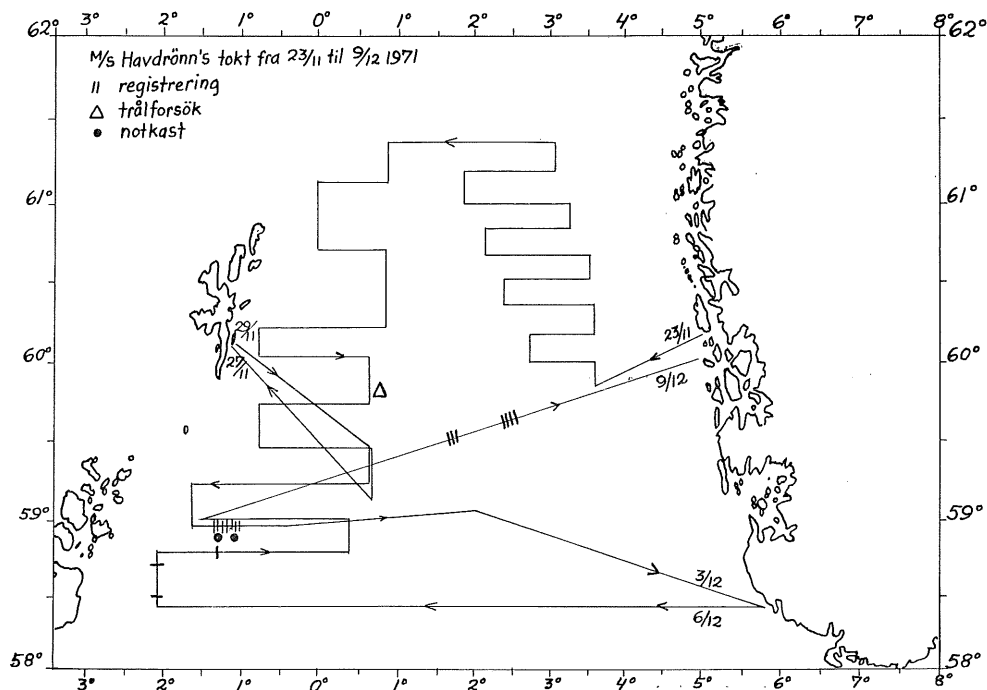 3° 2° 1° 0° 1° 2° 3° 4° 5° 6° 7° 8°
62° 62°
M/s Havdrönn's tokt fra 23/11 til 9/12 1971
|| registrering
△ trålforsök
● notkast
61° 61°
29/11
23/11
60° 60°
27/11
9/12
59° 59°
3/12
6/12
58° 58°
3° 2° 1° 0° 1° 2° 3° 4° 5° 6° 7° 8°